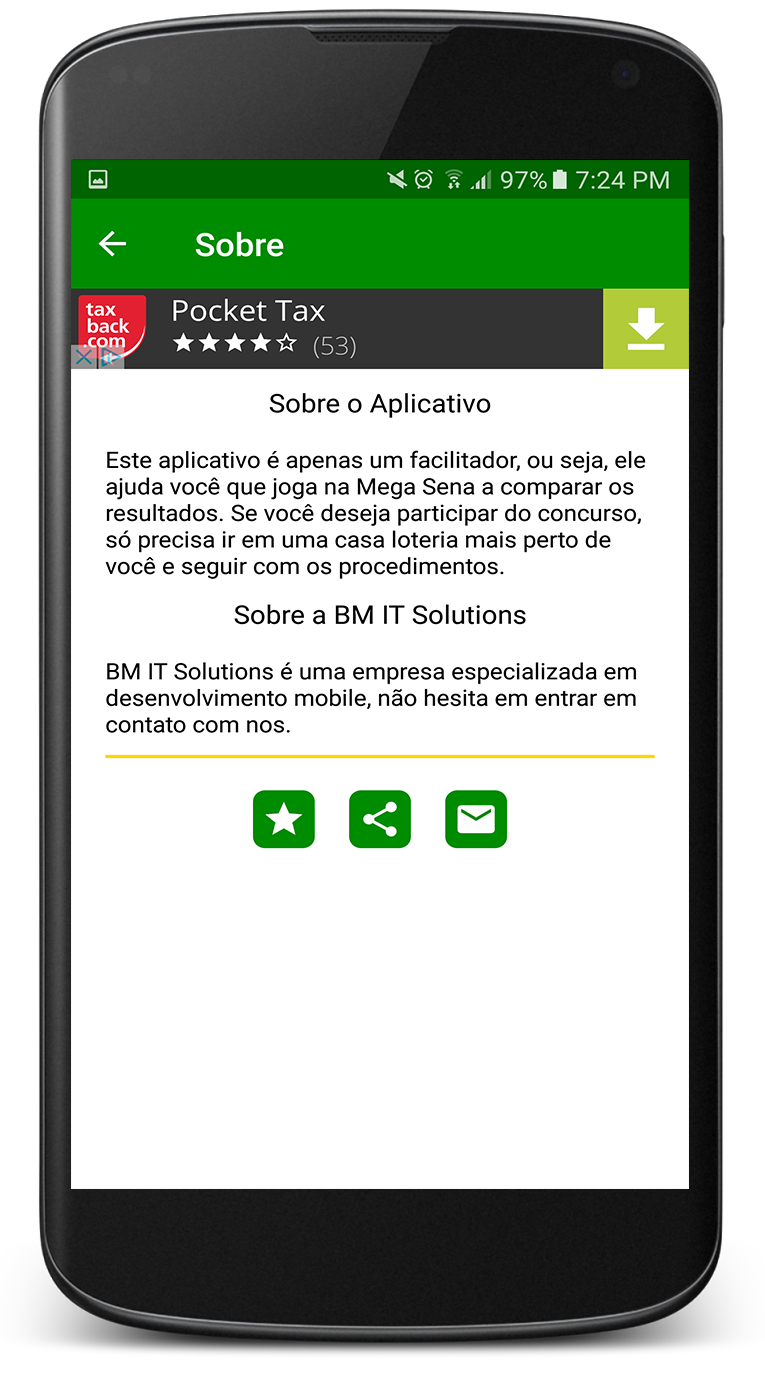 97% 7:24 PM
Sobre
tax
back
.com
Pocket Tax
(53)
Sobre o Aplicativo
Este aplicativo é apenas um facilitador, ou seja, ele
ajuda você que joga na Mega Sena a comparar os
resultados. Se você deseja participar do concurso,
só precisa ir em uma casa loteria mais perto de
você e seguir com os procedimentos.
Sobre a BM IT Solutions
BM IT Solutions é uma empresa especializada em
desenvolvimento mobile, não hesita em entrar em
contato com nos.